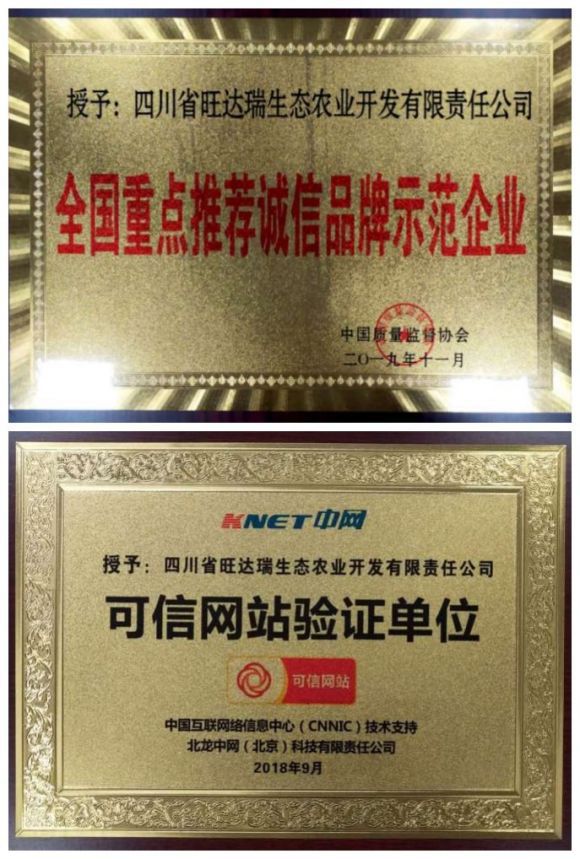 授予：四川省旺达瑞生态农业开发有限责任公司
全国重点推荐诚信品牌示范企业
中国质量监督协会
二〇一九年十一月
KNET中网
授予：四川省旺达瑞生态农业开发有限责任公司
可信网站验证单位
可信网站
中国互联网络信息中心（CNNIC）技术支持
北龙中网（北京）科技有限责任公司
2018年9月